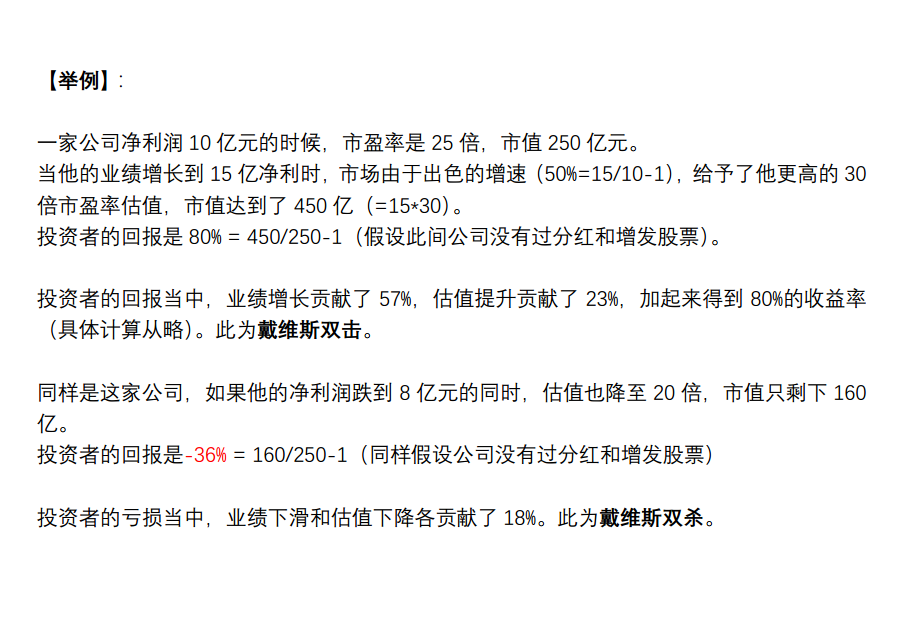 【举例】:
一家公司净利润 10 亿元的时候，市盈率是 25 倍，市值 250 亿元。
当他的业绩增长到 15 亿净利时，市场由于出色的增速（50%=15/10-1），给予了他更高的 30
倍市盈率估值，市值达到了 450 亿（=15*30）。
投资者的回报是 80% = 450/250-1（假设此间公司没有过分红和增发股票）。
投资者的回报当中，业绩增长贡献了 57%，估值提升贡献了 23%，加起来得到 80%的收益率
（具体计算从略）。此为戴维斯双击。
同样是这家公司，如果他的净利润跌到 8 亿元的同时，估值也降至 20 倍，市值只剩下 160
亿。
投资者的回报是-36% = 160/250-1（同样假设公司没有过分红和增发股票）
投资者的亏损当中，业绩下滑和估值下降各贡献了 18%。此为戴维斯双杀。